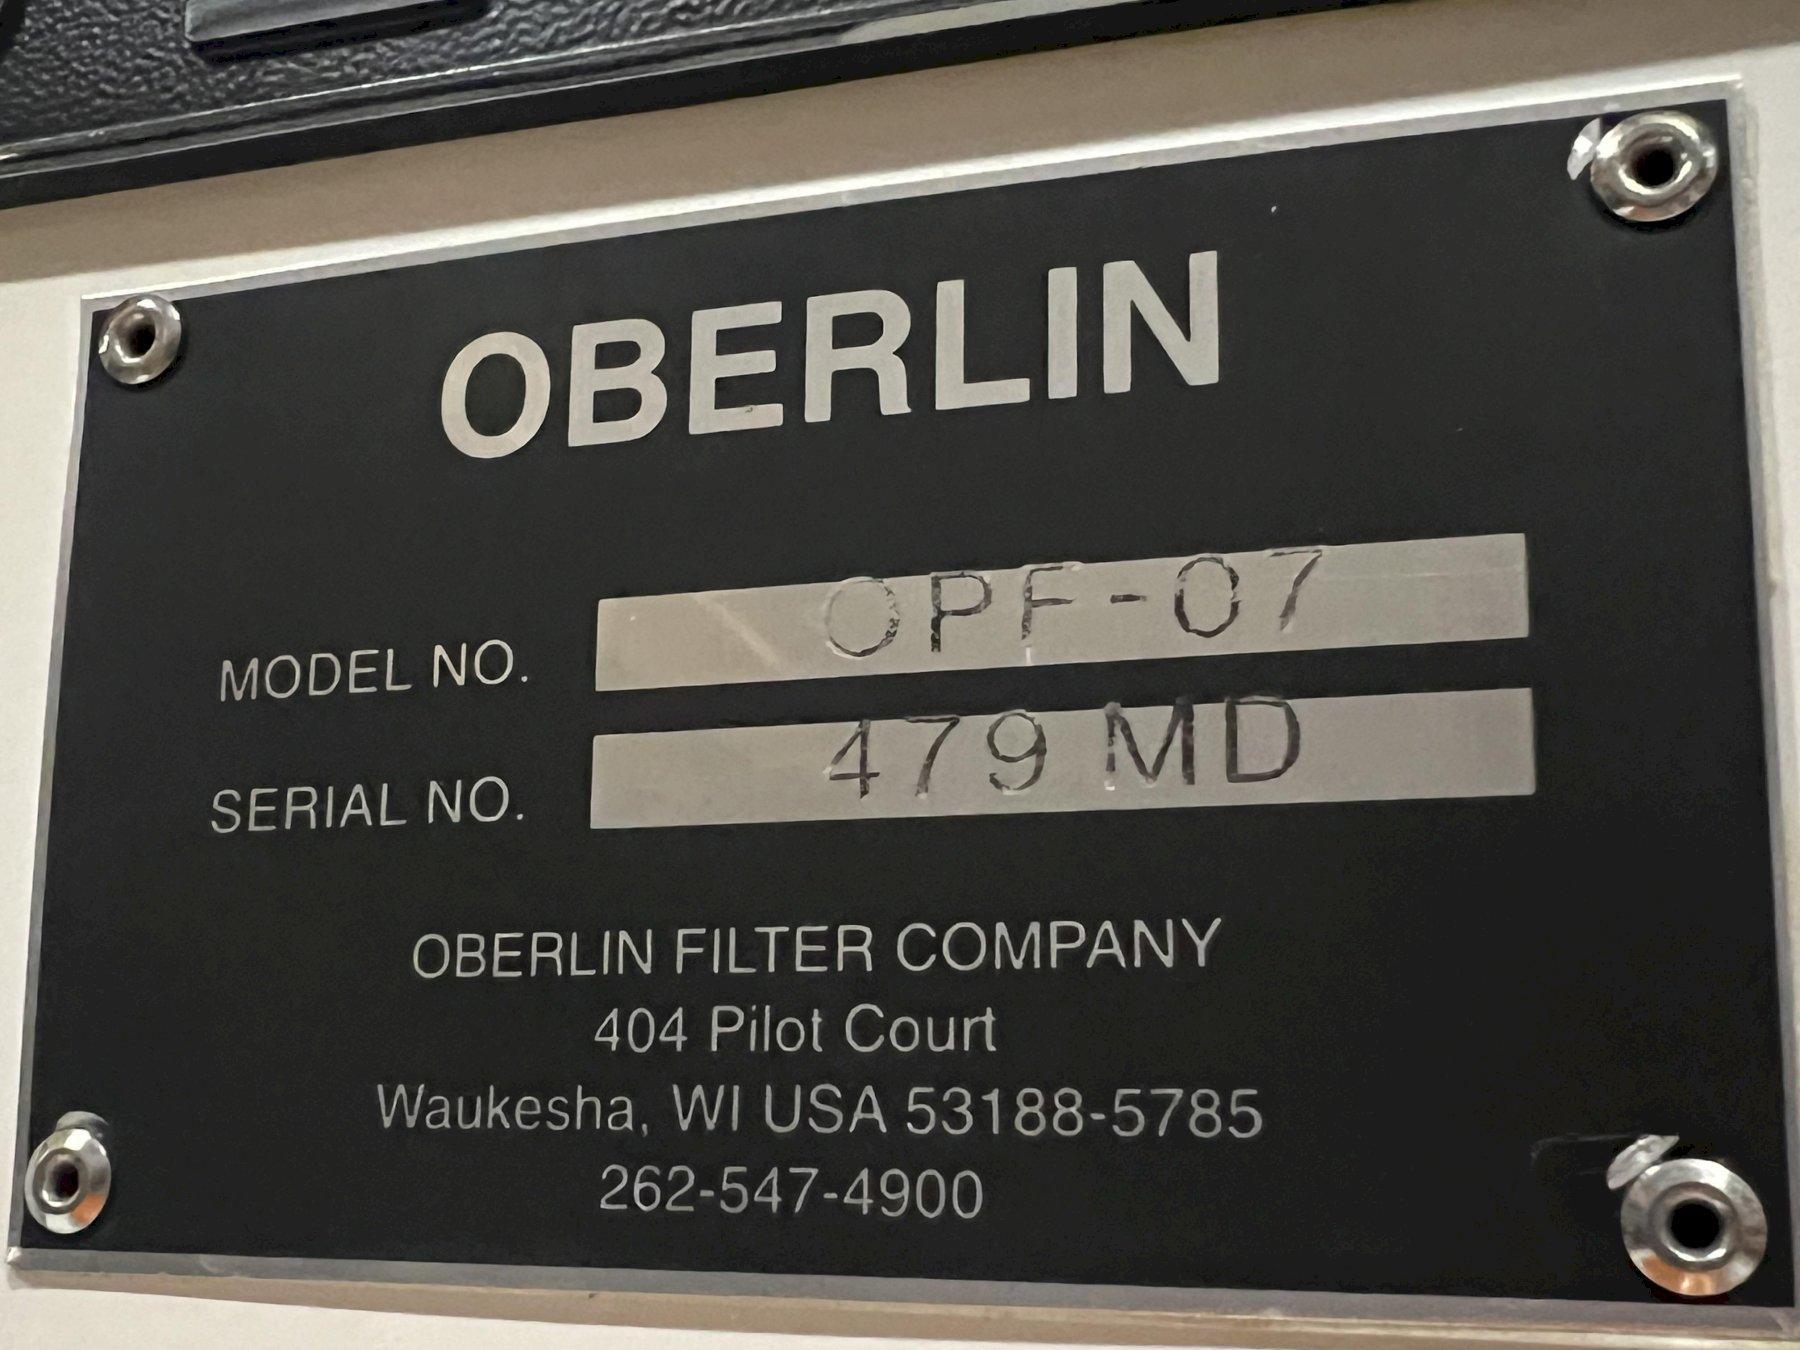 OBERLIN
MODEL NO. OPF-07
SERIAL NO. 479 MD
OBERLIN FILTER COMPANY
404 Pilot Court
Waukesha, WI USA 53188-5785
262-547-4900